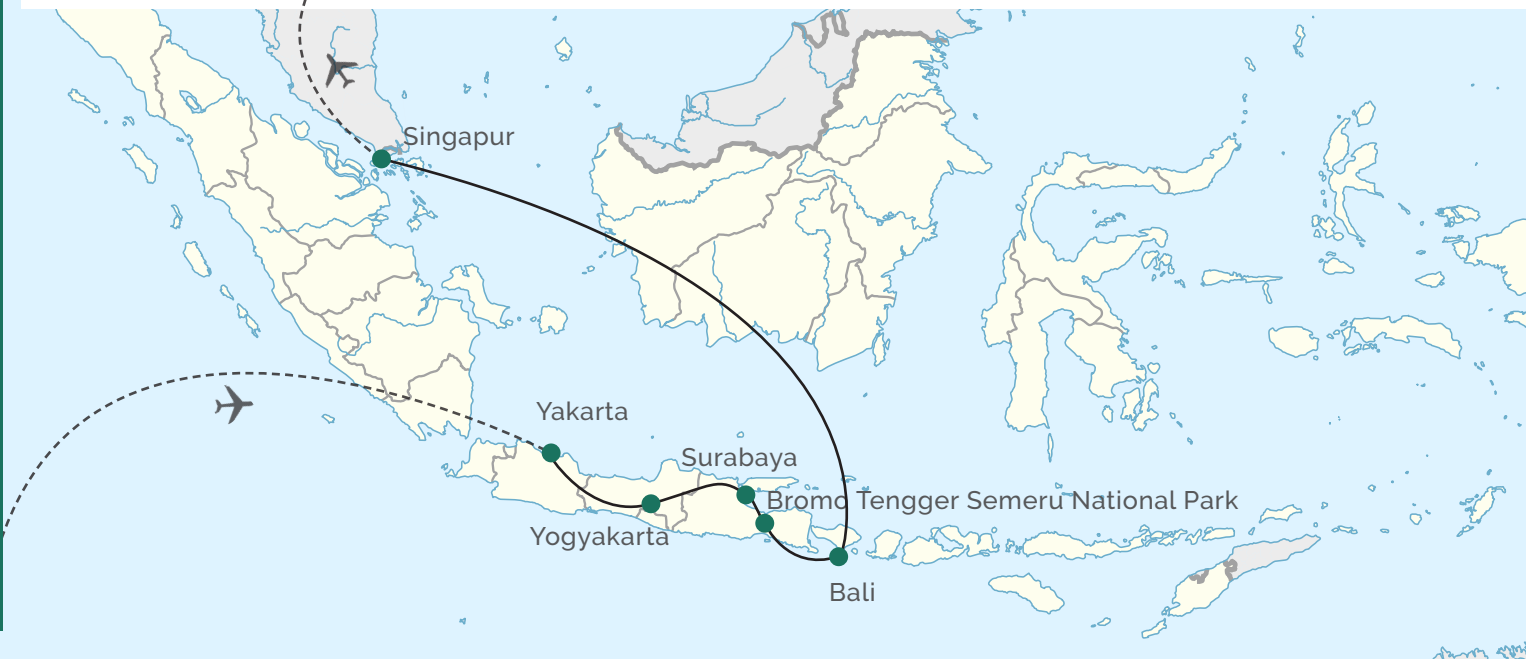 Singapur
Yakarta
Surabaya
Bromo Tengger Semeru National Park
Yogyakarta
Bali